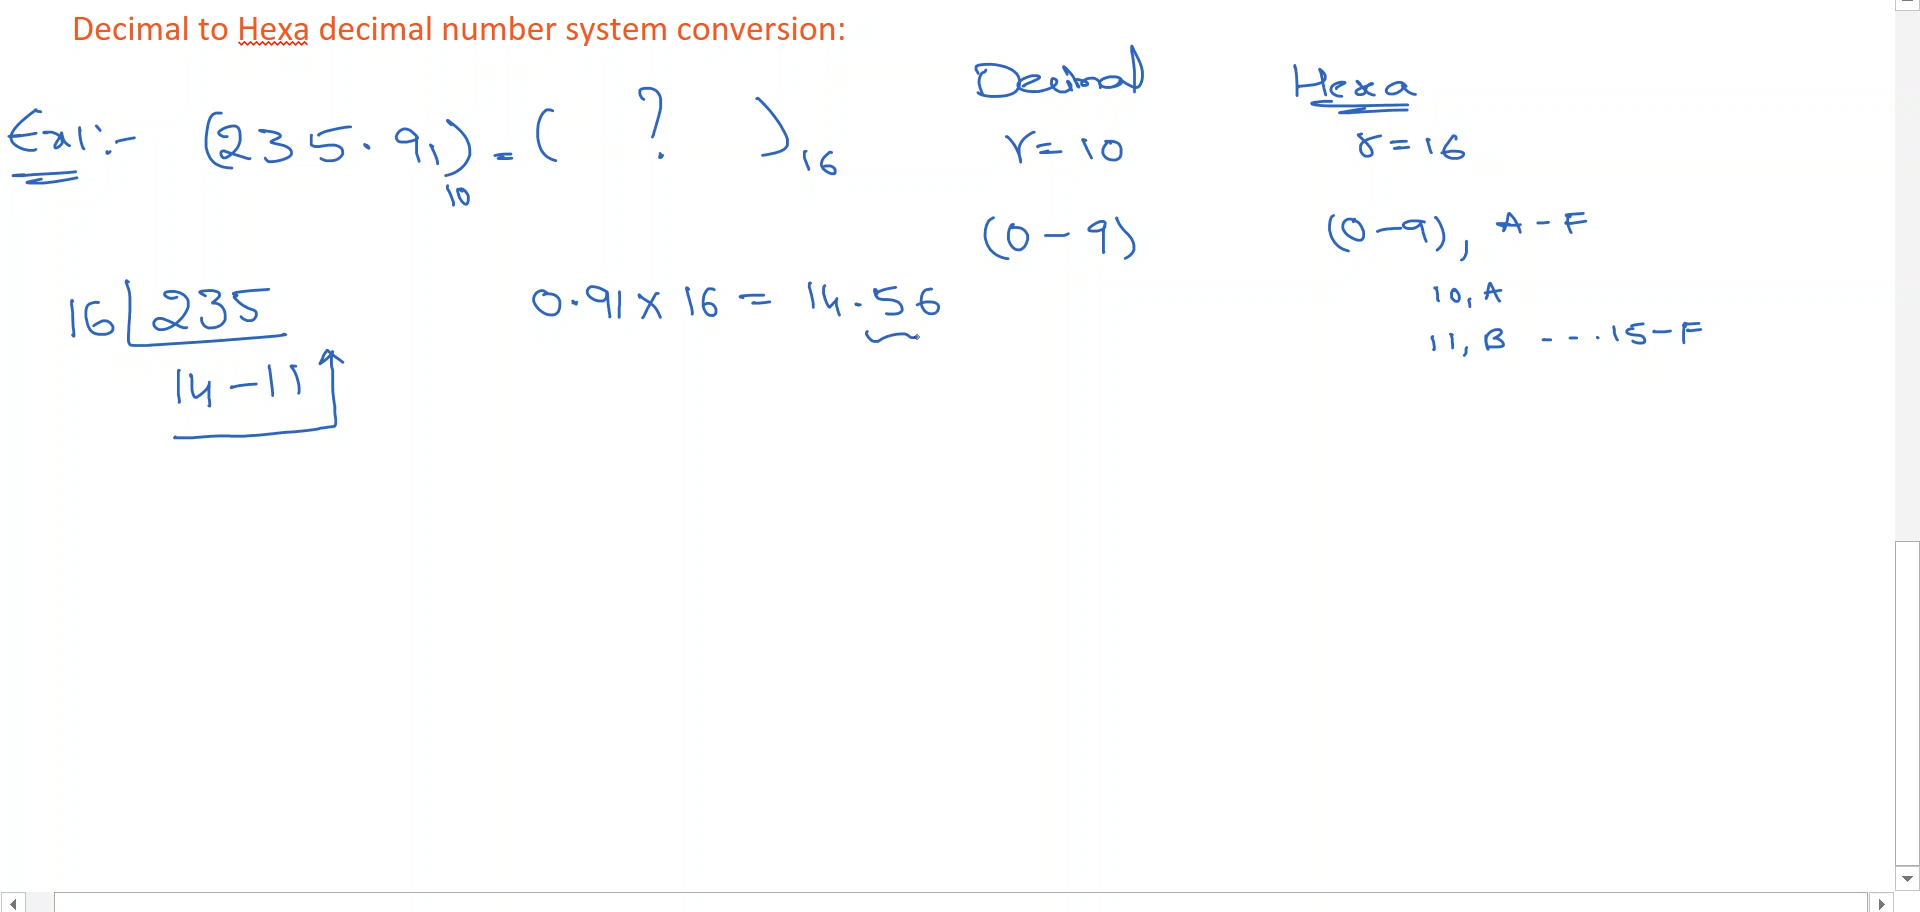 Decimal to Hexa decimal number system conversion:
Ex1:- (235.91)10 = ( ? )16
Decimal
r = 10
(0 - 9)
Hexa
r = 16
(0-9), A - F
10, A
11, B - - - . 15 - F
16 235
14 - 11
0.91 x 16 = 14.56